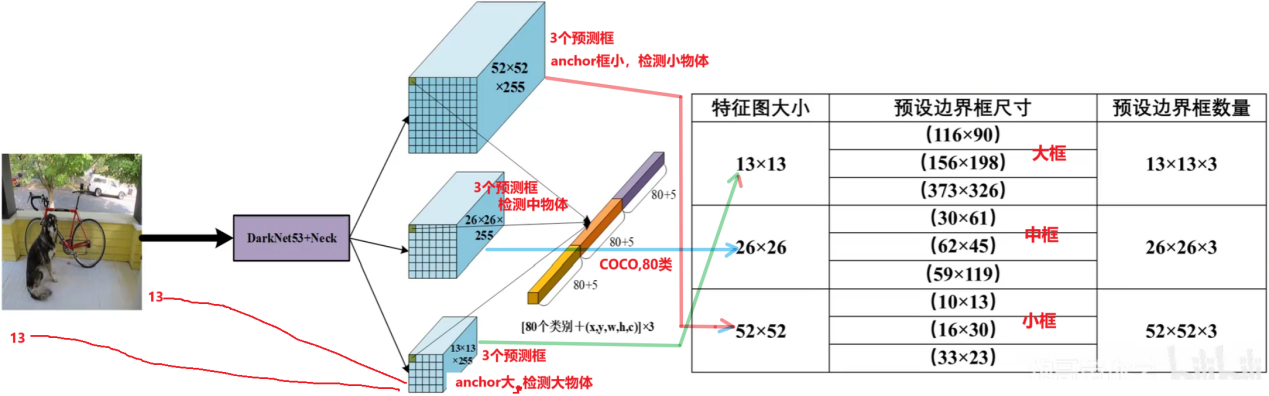 3个预测框
anchor框小，检测小物体
52×52
×255
3个预测框
检测中物体
26×26×
255
80+5
80+5
COCO,80类
80+5
DarkNet53+Neck
13
13
[80个类别+(x,y,w,h,c)]×3
13×13
×255
3个预测框
anchor大，检测大物体
特征图大小 预设边界框尺寸 预设边界框数量
13×13 (116×90) 13×13×3
(156×198) 大框
(373×326)
26×26 (30×61) 26×26×3
(62×45) 中框
(59×119)
52×52 (10×13) 52×52×3
(16×30) 小框
(33×23)